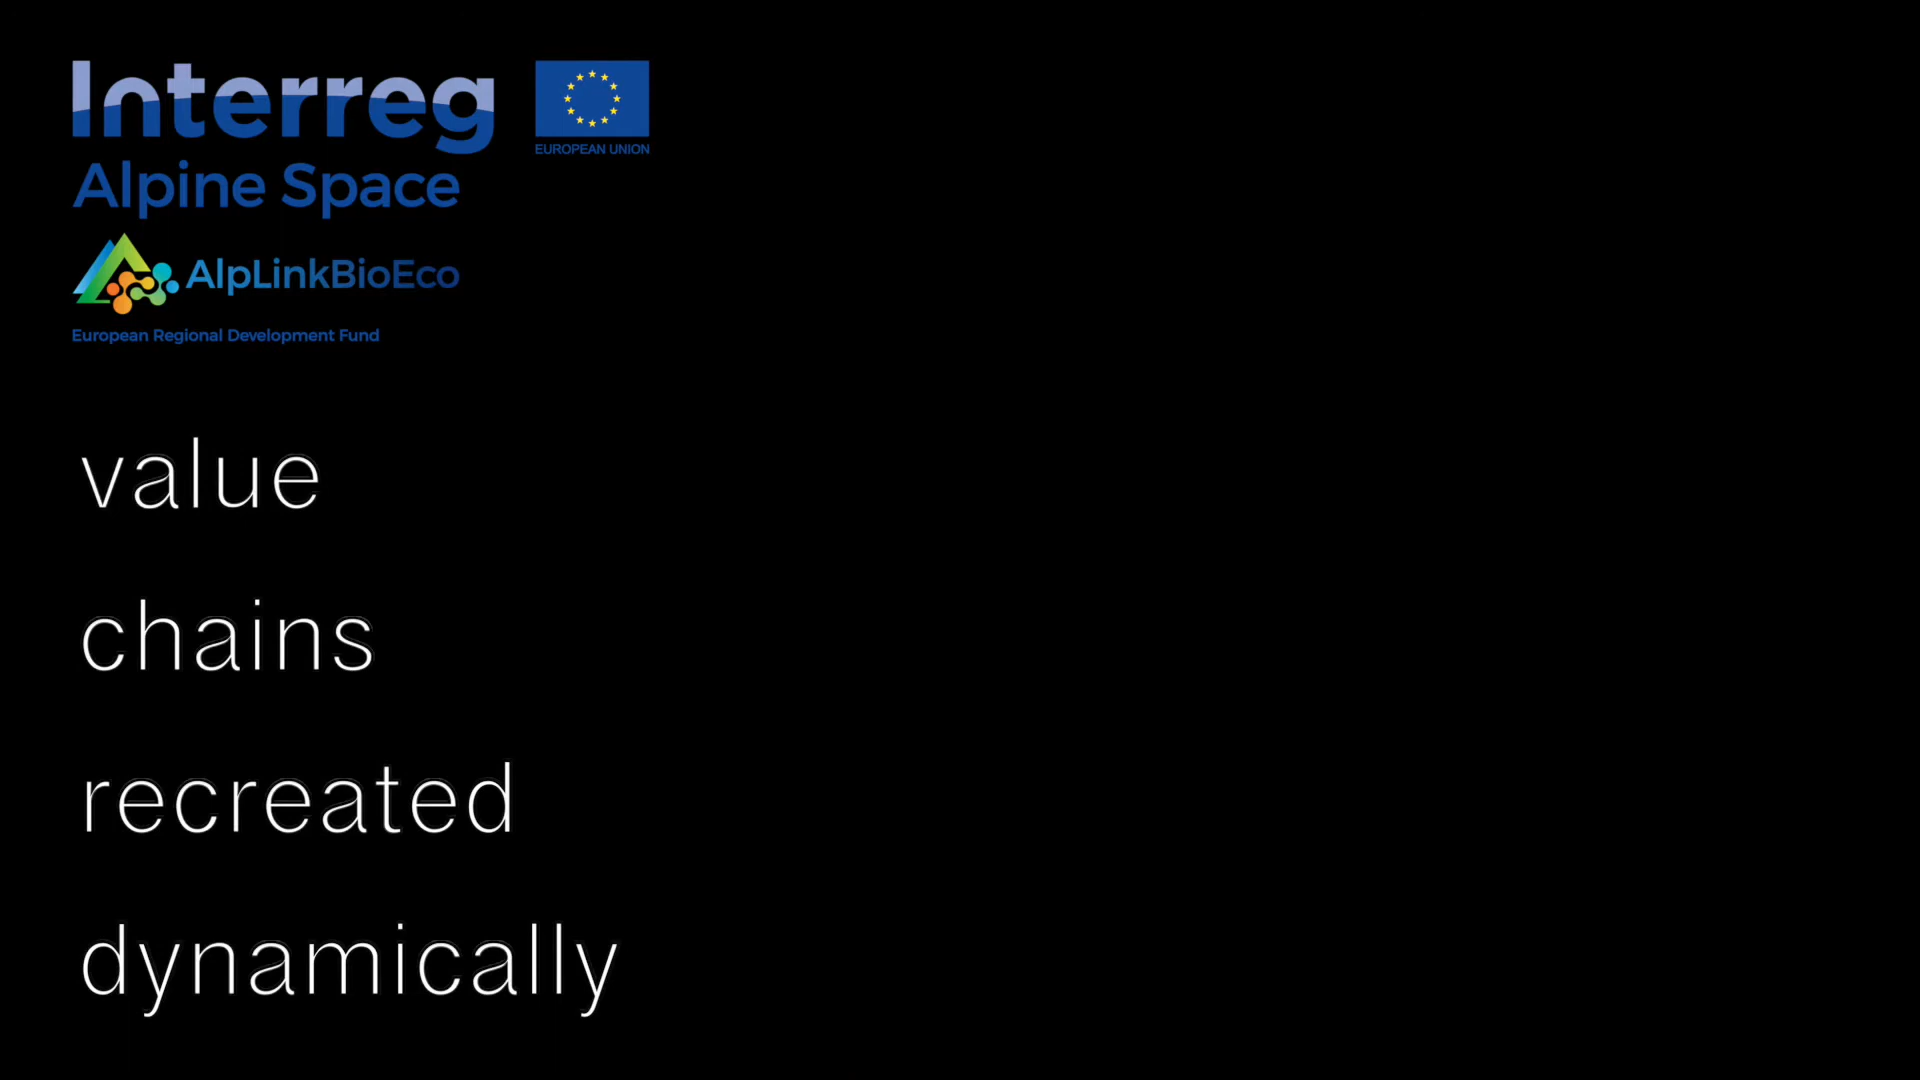 Interreg
EUROPEAN UNION
Alpine Space
AlpLinkBioEco
European Regional Development Fund
value
chains
recreated
dynamically